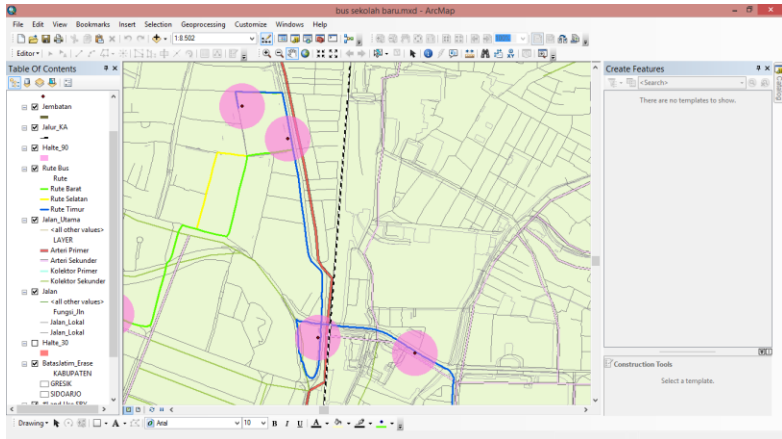 bus sekolah baru.mxd - ArcMap
File Edit View Bookmarks Insert Selection Geoprocessing Customize Windows Help
1:8.502
Editor
Table Of Contents
Create Features
<Search>
There are no templates to show.
Catalog
Jembatan
Jalur_KA
Halte_90
Rute Bus
Rute
Rute Barat
Rute Selatan
Rute Timur
Jalan_Utama
<all other values>
LAYER
Arteri Primer
Arteri Sekunder
Kolektor Primer
Kolektor Sekunder
Jalan
<all other values>
Fungsi_Jln
Jalan_Lokal
Jalan_Lokal
Halte_30
BatasJatim_Erase
KABUPATEN
GRESIK
SIDOARJO
Construction Tools
Select a template.
Drawing
Arial
10
B I U A